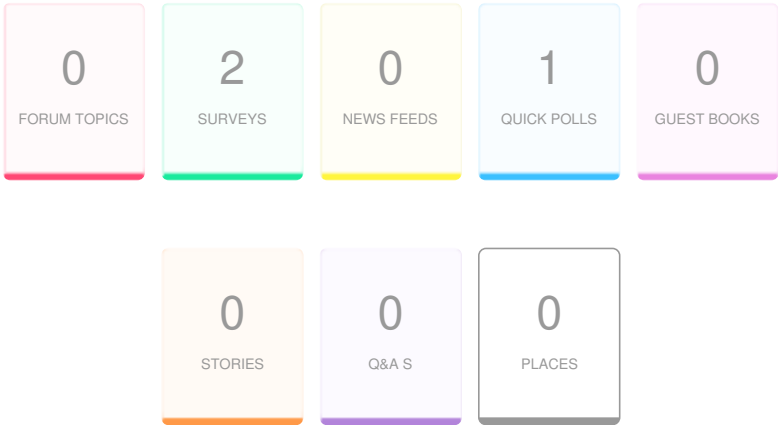 0 2 0 1 0
FORUM TOPICS SURVEYS NEWS FEEDS QUICK POLLS GUEST BOOKS
0 0 0
STORIES Q&A S PLACES